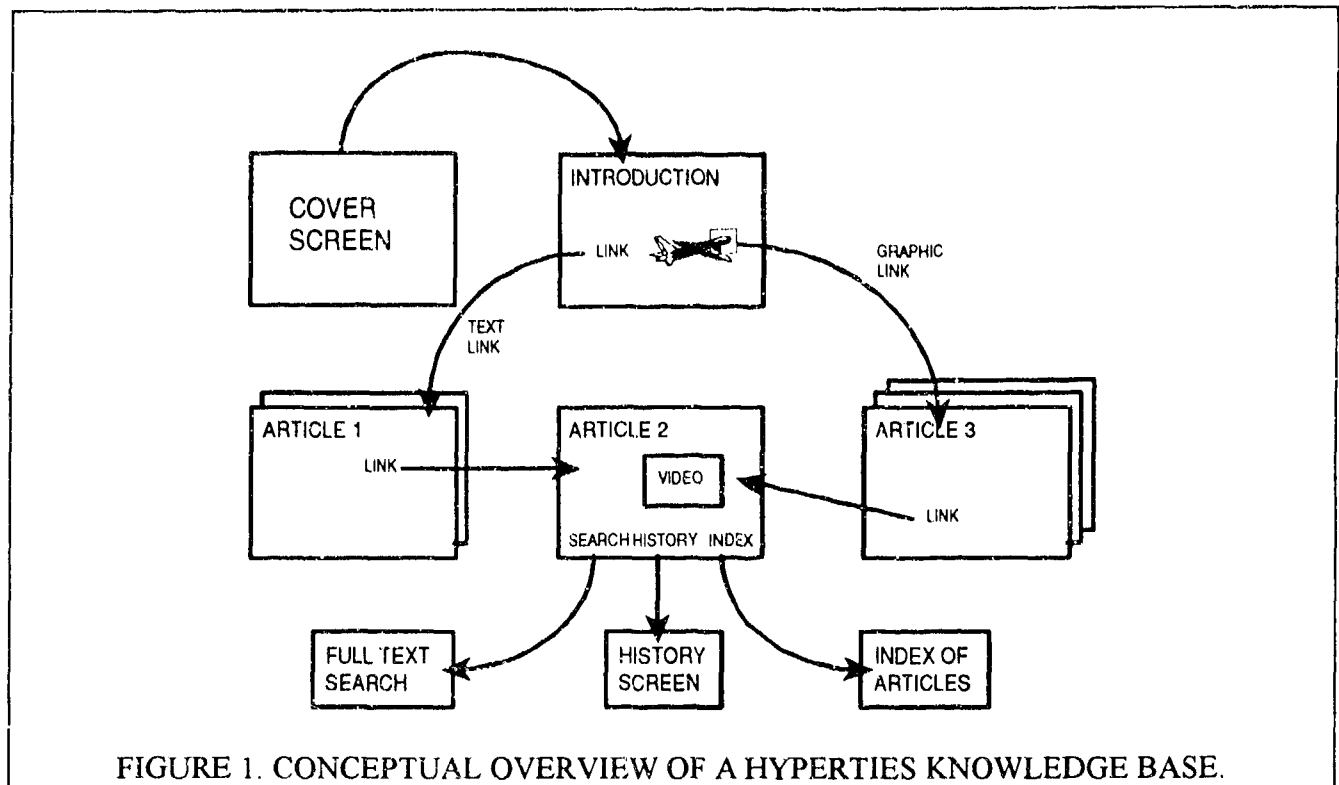 COVER
SCREEN
INTRODUCTION
LINK
GRAPHIC
LINK
TEXT
LINK
ARTICLE 1
LINK
ARTICLE 2
VIDEO
SEARCH HISTORY INDEX
ARTICLE 3
LINK
FULL TEXT
SEARCH
HISTORY
SCREEN
INDEX OF
ARTICLES
FIGURE 1. CONCEPTUAL OVERVIEW OF A HYPERTIES KNOWLEDGE BASE.